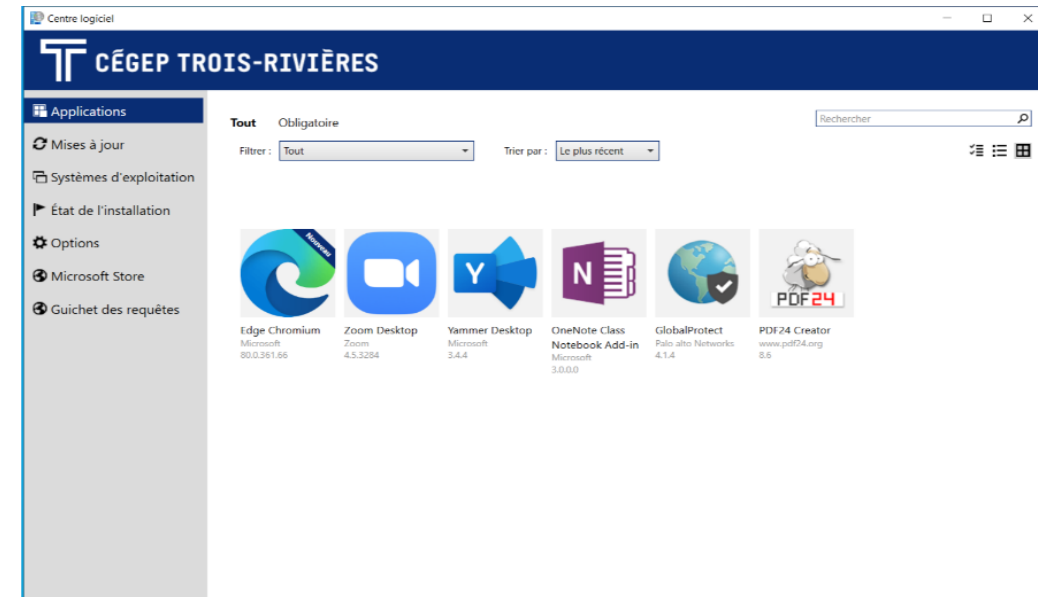 Centre logiciel
CÉGEP TROIS-RIVIÈRES
Applications
Mises à jour
Systèmes d'exploitation
État de l'installation
Options
Microsoft Store
Guichet des requêtes
Tout Obligatoire
Rechercher
Filtrer : Tout Trier par : Le plus récent
Nouveau
Y
N
PDF24
Edge Chromium
Microsoft
80.0.361.66
Zoom Desktop
Zoom
4.5.3284
Yammer Desktop
Microsoft
3.4.4
OneNote Class
Notebook Add-in
Microsoft
3.0.0.0
GlobalProtect
Palo alto Networks
4.1.4
PDF24 Creator
www.pdf24.org
8.6